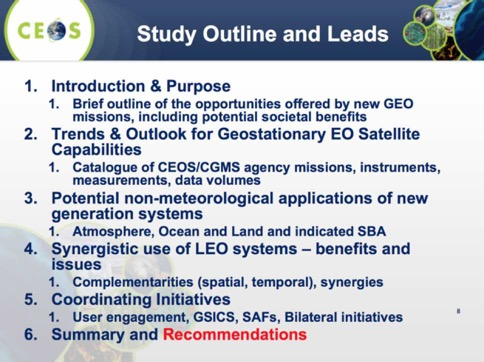 CEOS
Study Outline and Leads
1. Introduction & Purpose
1. Brief outline of the opportunities offered by new GEO
missions, including potential societal benefits
2. Trends & Outlook for Geostationary EO Satellite
Capabilities
1. Catalogue of CEOS/CGMS agency missions, instruments,
measurements, data volumes
3. Potential non-meteorological applications of new
generation systems
1. Atmosphere, Ocean and Land and indicated SBA
4. Synergistic use of LEO systems – benefits and
issues
1. Complementarities (spatial, temporal), synergies
5. Coordinating Initiatives
1. User engagement, GSICS, SAFs, Bilateral initiatives
8
6. Summary and Recommendations